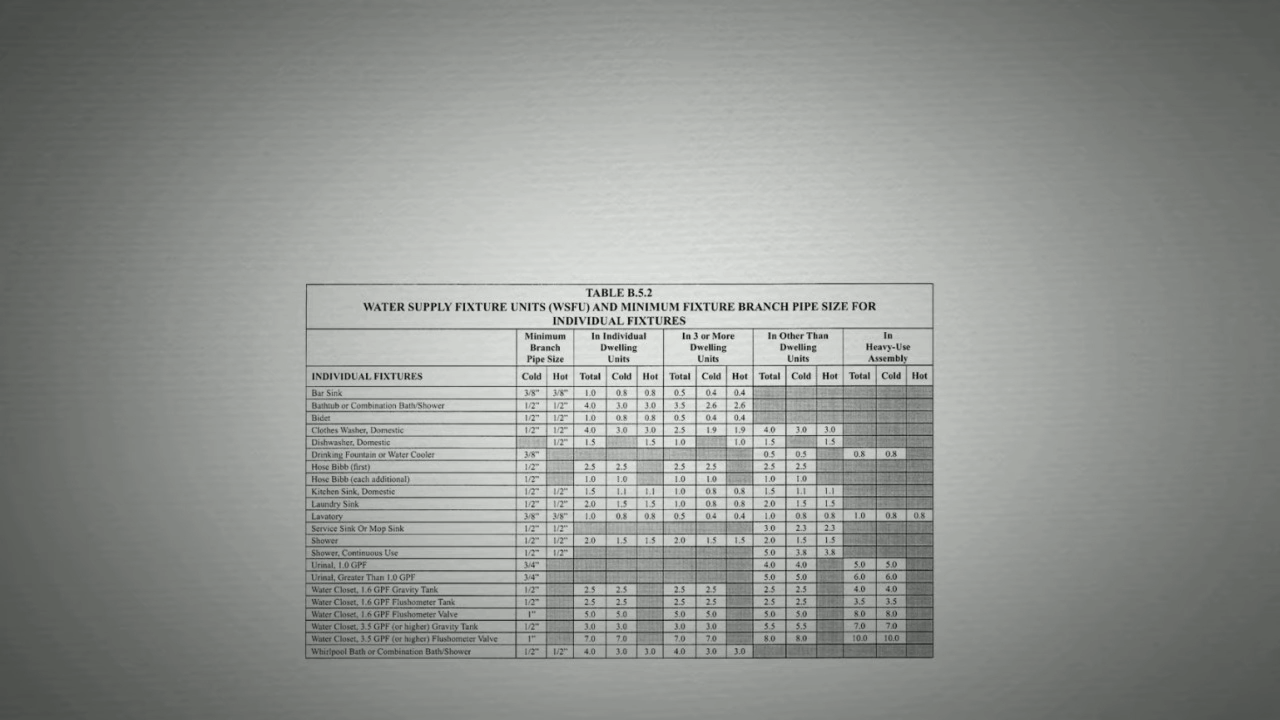 TABLE B.5.2
WATER SUPPLY FIXTURE UNITS (WSFU) AND MINIMUM FIXTURE BRANCH PIPE SIZE FOR
INDIVIDUAL FIXTURES
Minimum Branch Pipe Size In Individual Dwelling Units In 3 or More Dwelling Units In Other Than Dwelling Units In Heavy-Use Assembly
INDIVIDUAL FIXTURES Cold Hot Total Cold Hot Total Cold Hot Total Cold Hot Total Cold Hot
Bar Sink 3/8" 3/8" 1.0 0.8 0.8 0.5 0.4 0.4
Bathtub or Combination Bath/Shower 1/2" 1/2" 4.0 3.0 3.0 3.5 2.6 2.6
Bidet 1/2" 1/2" 1.0 0.8 0.8 0.5 0.4 0.4
Clothes Washer, Domestic 1/2" 1/2" 4.0 3.0 3.0 2.5 1.9 1.9 4.0 3.0 3.0
Dishwasher, Domestic 1/2" 1.5 1.5 1.0 1.0 1.5 1.5
Drinking Fountain or Water Cooler 3/8" 0.5 0.5 0.8 0.8
Hose Bibb (first) 1/2" 2.5 2.5 2.5 2.5 2.5 2.5
Hose Bibb (each additional) 1/2" 1.0 1.0 1.0 1.0 1.0 1.0
Kitchen Sink, Domestic 1/2" 1/2" 1.5 1.1 1.1 1.0 0.8 0.8 1.5 1.1 1.1
Laundry Sink 1/2" 1/2" 2.0 1.5 1.5 1.0 0.8 0.8 2.0 1.5 1.5
Lavatory 3/8" 3/8" 1.0 0.8 0.8 0.5 0.4 0.4 1.0 0.8 0.8 1.0 0.8 0.8
Service Sink Or Mop Sink 1/2" 1/2" 3.0 2.3 2.3
Shower 1/2" 1/2" 2.0 1.5 1.5 2.0 1.5 1.5 2.0 1.5 1.5
Shower, Continuous Use 1/2" 1/2" 5.0 3.8 3.8
Urinal, 1.0 GPF 3/4" 4.0 4.0 5.0 5.0
Urinal, Greater Than 1.0 GPF 3/4" 5.0 5.0 6.0 6.0
Water Closet, 1.6 GPF Gravity Tank 1/2" 2.5 2.5 2.5 2.5 2.5 2.5 4.0 4.0
Water Closet, 1.6 GPF Flushometer Tank 1/2" 2.5 2.5 2.5 2.5 2.5 2.5 3.5 3.5
Water Closet, 1.6 GPF Flushometer Valve 1" 5.0 5.0 5.0 5.0 5.0 5.0 8.0 8.0
Water Closet, 3.5 GPF (or higher) Gravity Tank 1/2" 3.0 3.0 3.0 3.0 5.5 5.5 7.0 7.0
Water Closet, 3.5 GPF (or higher) Flushometer Valve 1" 7.0 7.0 7.0 7.0 8.0 8.0 10.0 10.0
Whirlpool Bath or Combination Bath/Shower 1/2" 1/2" 4.0 3.0 3.0 4.0 3.0 3.0